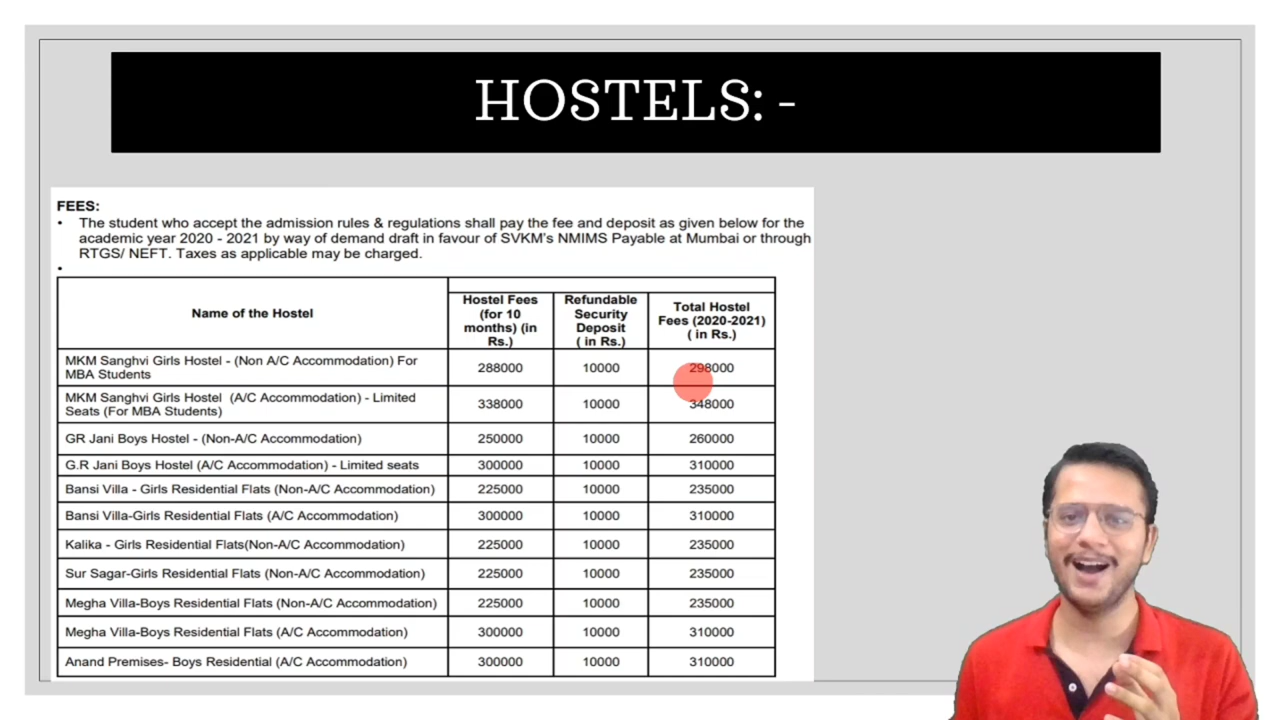 HOSTELS: -
FEES:
• The student who accept the admission rules & regulations shall pay the fee and deposit as given below for the
academic year 2020 - 2021 by way of demand draft in favour of SVKM's NMIMS Payable at Mumbai or through
RTGS/ NEFT. Taxes as applicable may be charged.
•
Name of the Hostel
Hostel Fees
(for 10
months) (in
Rs.)
Refundable
Security
Deposit
( in Rs.)
Total Hostel
Fees (2020-2021)
( in Rs.)
MKM Sanghvi Girls Hostel - (Non A/C Accommodation) For
MBA Students
288000 10000 298000
MKM Sanghvi Girls Hostel (A/C Accommodation) - Limited
Seats (For MBA Students)
338000 10000 348000
GR Jani Boys Hostel - (Non-A/C Accommodation) 250000 10000 260000
G.R Jani Boys Hostel (A/C Accommodation) - Limited seats 300000 10000 310000
Bansi Villa - Girls Residential Flats (Non-A/C Accommodation) 225000 10000 235000
Bansi Villa-Girls Residential Flats (A/C Accommodation) 300000 10000 310000
Kalika - Girls Residential Flats(Non-A/C Accommodation) 225000 10000 235000
Sur Sagar-Girls Residential Flats (Non-A/C Accommodation) 225000 10000 235000
Megha Villa-Boys Residential Flats (Non-A/C Accommodation) 225000 10000 235000
Megha Villa-Boys Residential Flats (A/C Accommodation) 300000 10000 310000
Anand Premises- Boys Residential (A/C Accommodation) 300000 10000 310000